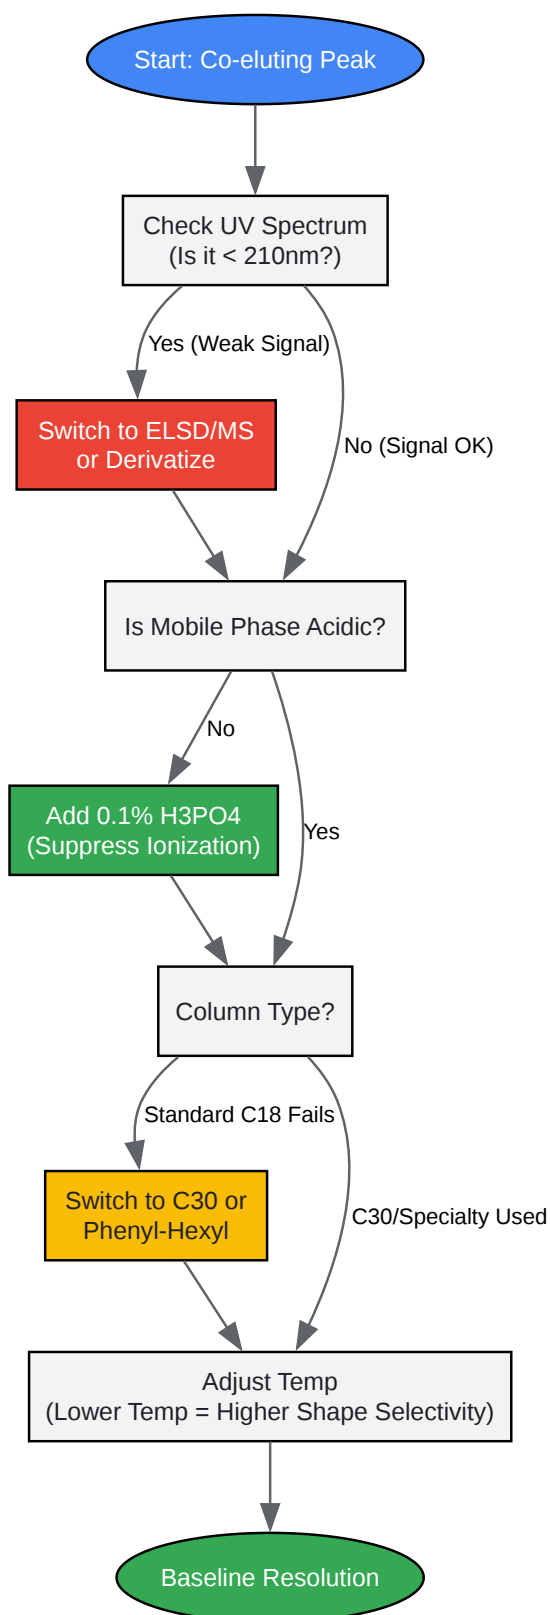 Start: Co-eluting Peak
Check UV Spectrum
(Is it < 210nm?)
Yes (Weak Signal)
Switch to ELSD/MS
or Derivatize
No (Signal OK)
Is Mobile Phase Acidic?
No
Add 0.1% H3PO4
(Suppress Ionization)
Yes
Column Type?
Standard C18 Fails
Switch to C30 or
Phenyl-Hexyl
C30/Specialty Used
Adjust Temp
(Lower Temp = Higher Shape Selectivity)
Baseline Resolution